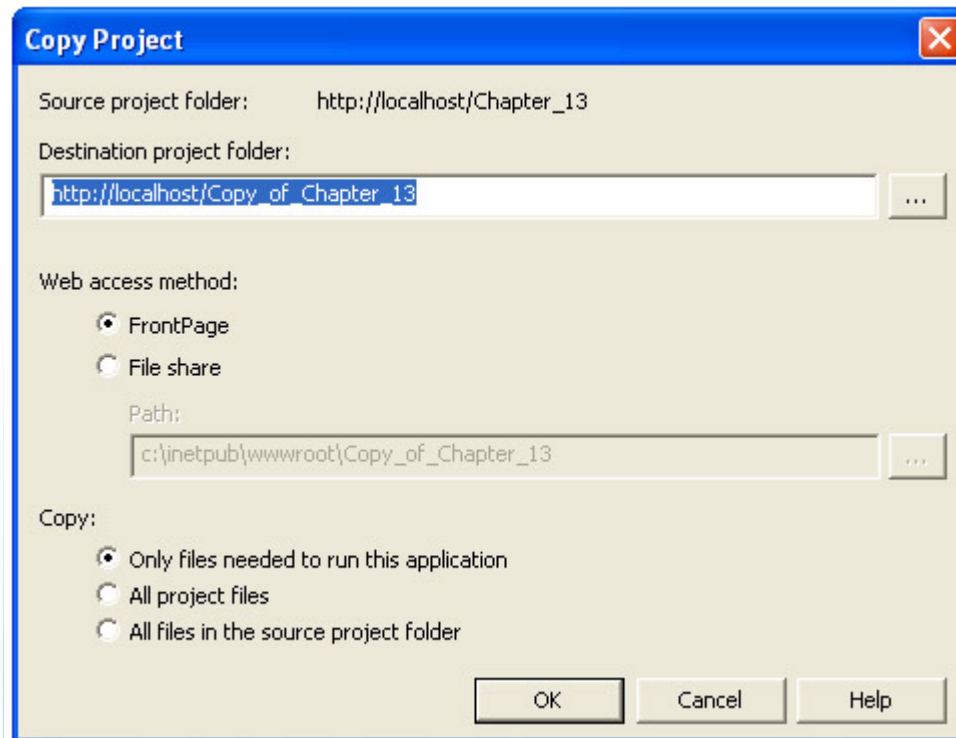 Copy Project
Source project folder: http://localhost/Chapter_13
Destination project folder:
http://localhost/Copy_of_Chapter_13
...
Web access method:
FrontPage
File share
Path:
c:\inetpub\wwwroot\Copy_of_Chapter_13
...
Copy:
Only files needed to run this application
All project files
All files in the source project folder
OK Cancel Help